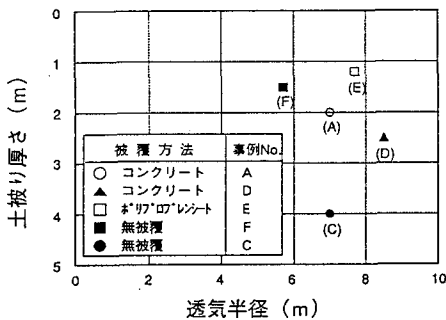 0
1
2
3
4
5
土被り厚さ (m)
(F)
(E)
(A)
(D)
(C)
被覆方法 事例No.
○ コンクリート A
▲ コンクリート D
□ ポリプロプレンシート E
■ 無被覆 F
● 無被覆 C
0 2 4 6 8 10
透気半径 (m)